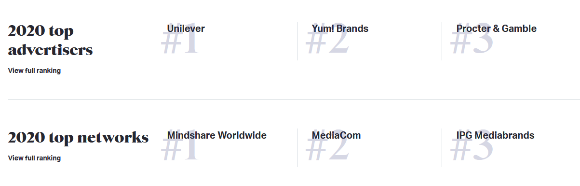 2020 top
advertisers
View full ranking
#1
Unilever
#2
Yum! Brands
#3
Procter & Gamble
2020 top networks
View full ranking
#1
Mindshare Worldwide
#2
MediaCom
#3
IPG Mediabrands